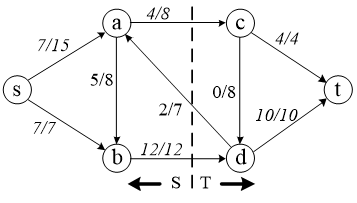 a 4/8 c
7/15 4/4
s 5/8 2/7 0/8 t
7/7 10/10
b 12/12 d
S T